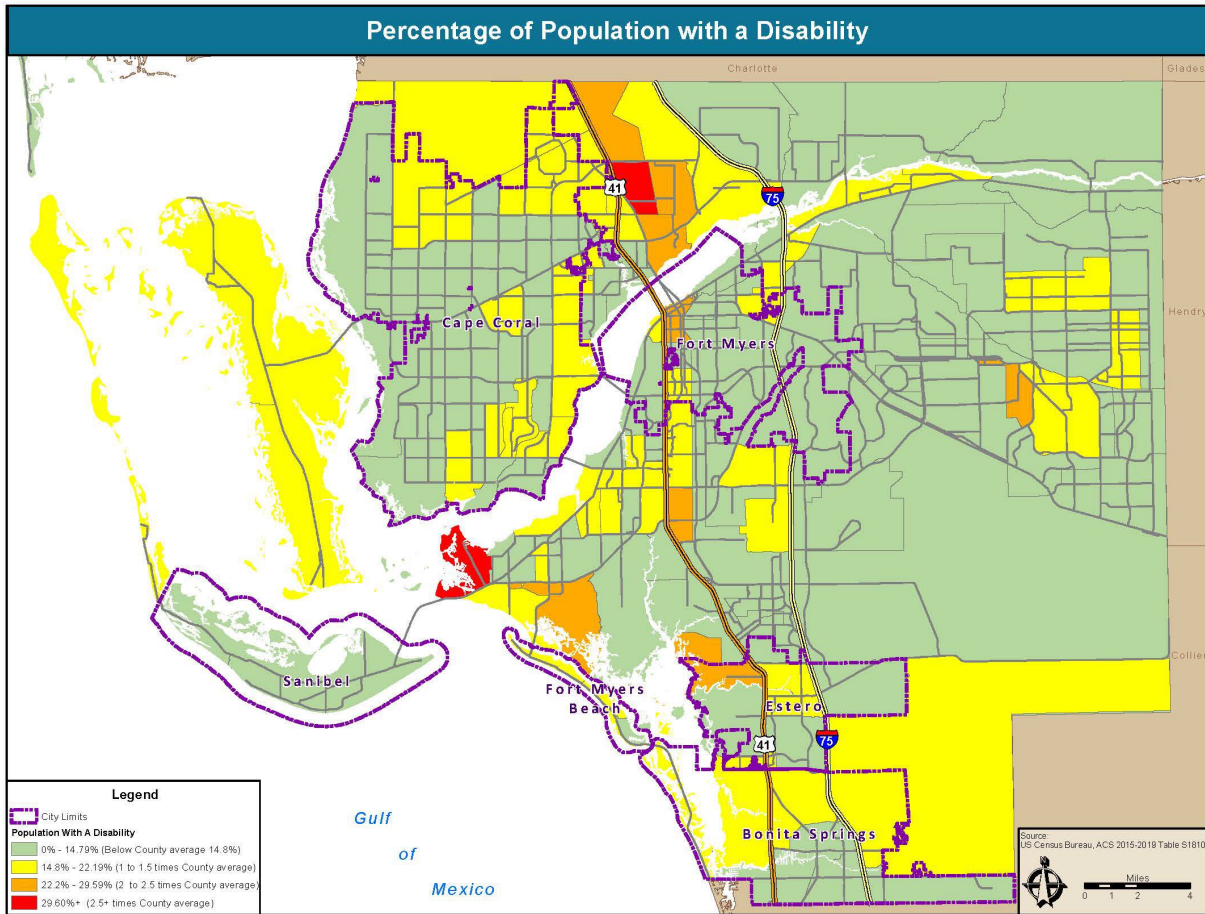 Percentage of Population with a Disability
Charlotte
Glades
41
75
Cape Coral
Fort Myers
Hendry
Sanibel
Fort Myers
Beach
Estero
Collier
41
75
Bonita Springs
Gulf
of
Mexico
Legend
City Limits
Population With A Disability
0% - 14.79% (Below County average 14.8%)
14.8% - 22.19% (1 to 1.5 times County average)
22.2% - 29.59% (2 to 2.5 times County average)
29.60%+ (2.5+ times County average)
Source:
US Census Bureau, ACS 2015-2019 Table S1810
Miles
0 1 2 4